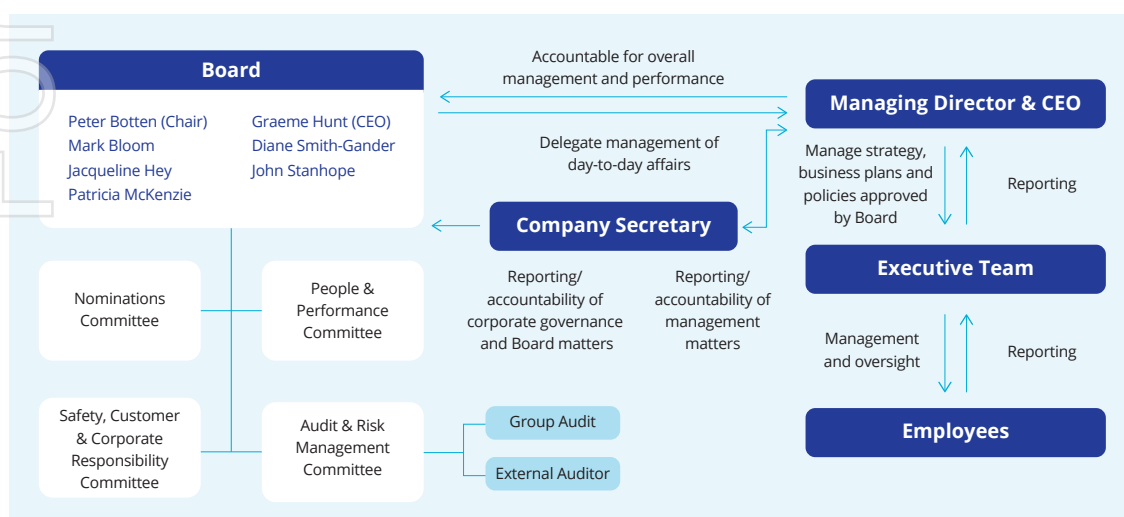 Board
Peter Botten (Chair)
Mark Bloom
Jacqueline Hey
Patricia McKenzie
Graeme Hunt (CEO)
Diane Smith-Gander
John Stanhope
Accountable for overall
management and performance
Delegate management of
day-to-day affairs
Managing Director & CEO
Manage strategy,
business plans and
policies approved
by Board
Reporting
Company Secretary
Reporting/
accountability of
corporate governance
and Board matters
Reporting/
accountability of
management
matters
Executive Team
Management
and oversight
Reporting
Employees
Nominations
Committee
People &
Performance
Committee
Safety, Customer
& Corporate
Responsibility
Committee
Audit & Risk
Management
Committee
Group Audit
External Auditor